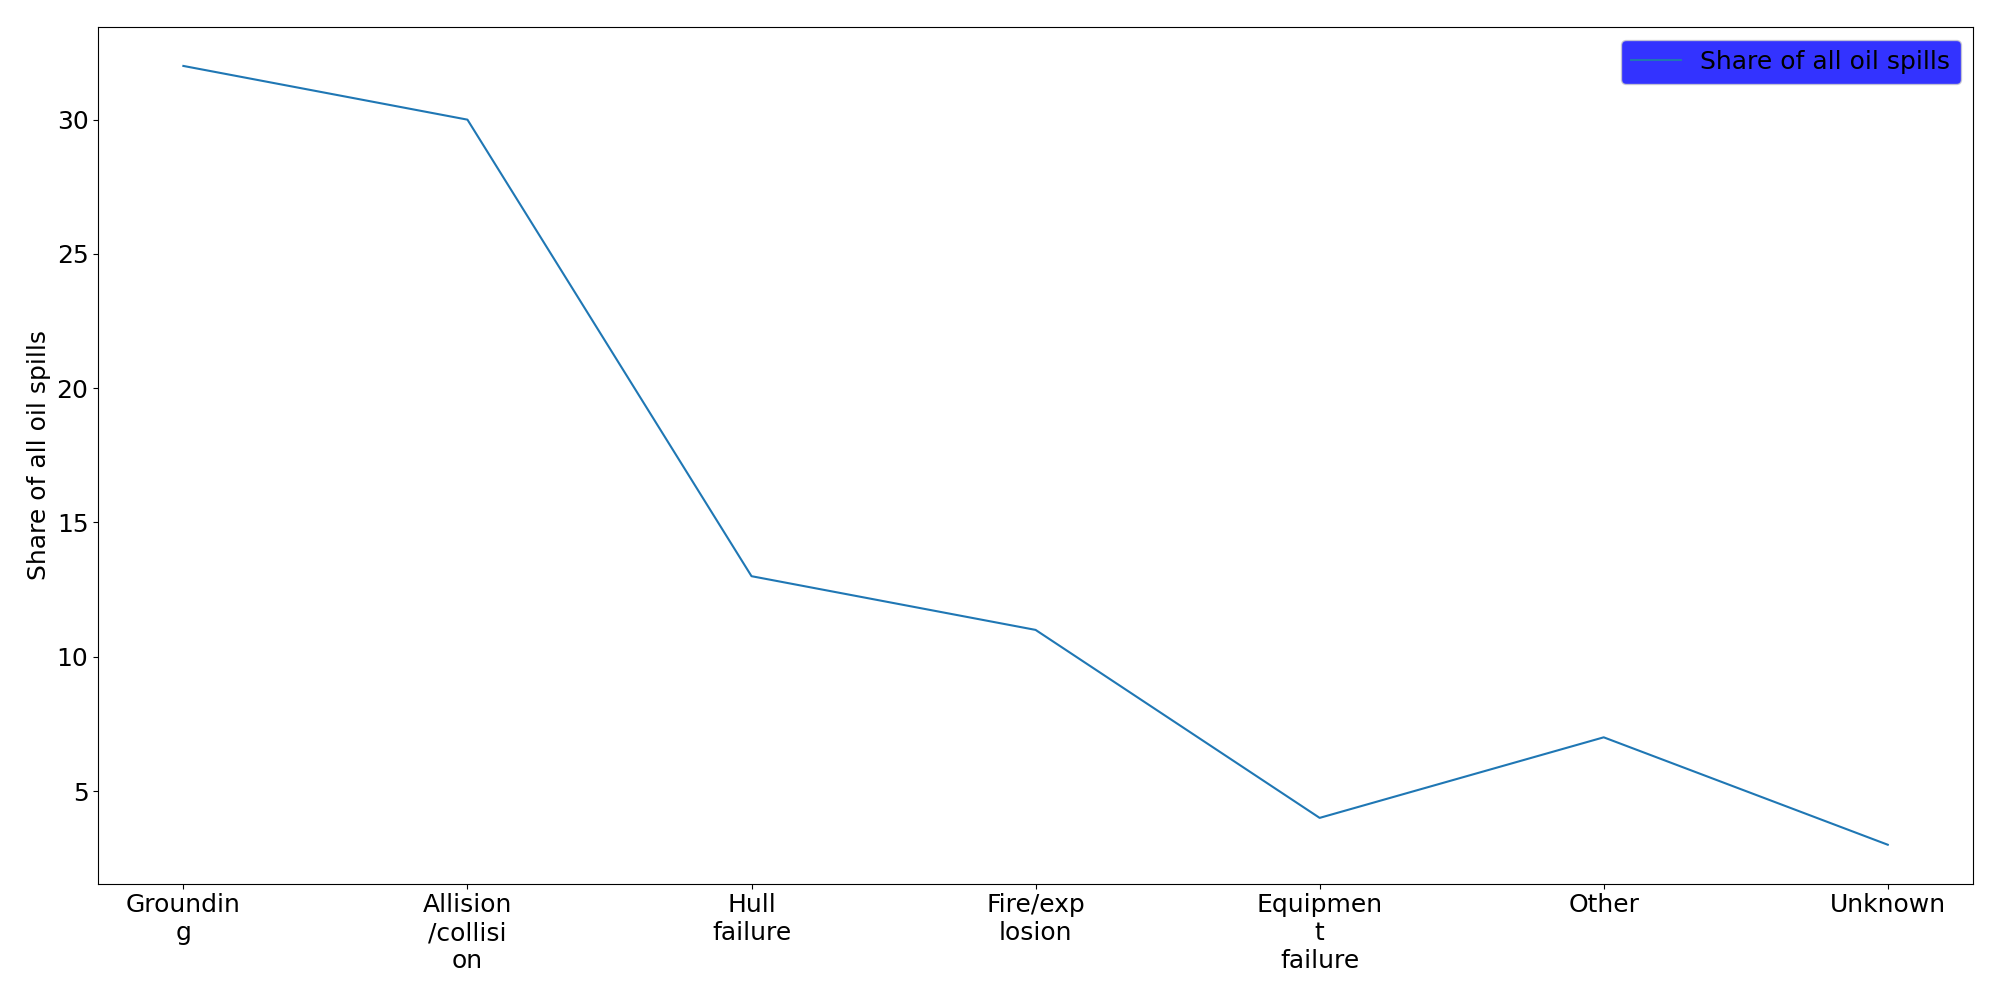 Share of all oil spills
Share of all oil spills
30
25
20
15
10
5
Groundin
g
Allision
/collisi
on
Hull
failure
Fire/exp
losion
Equipmen
t
failure
Other
Unknown